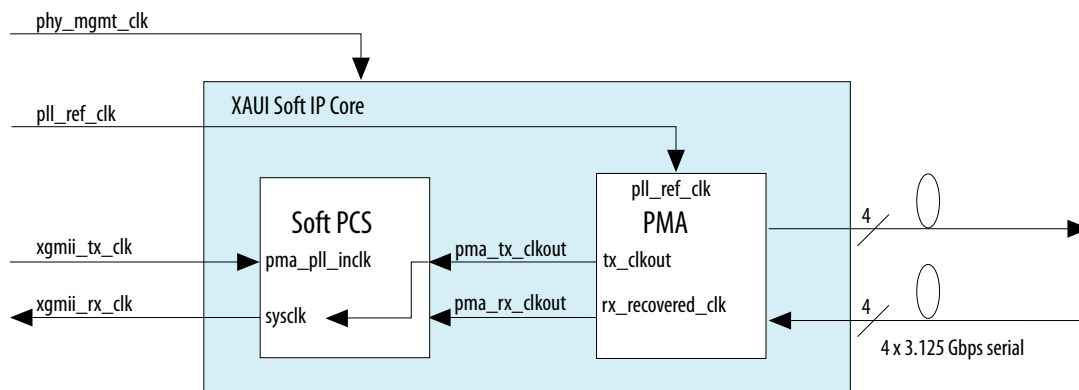 phy_mgmt_clk
XAUI Soft IP Core
pll_ref_clk
pll_ref_clk
Soft PCS
PMA
4
xgmii_tx_clk
pma_pll_inclk
pma_tx_clkout
tx_clkout
xgmii_rx_clk
sysclk
pma_rx_clkout
rx_recovered_clk
4
4 x 3.125 Gbps serial